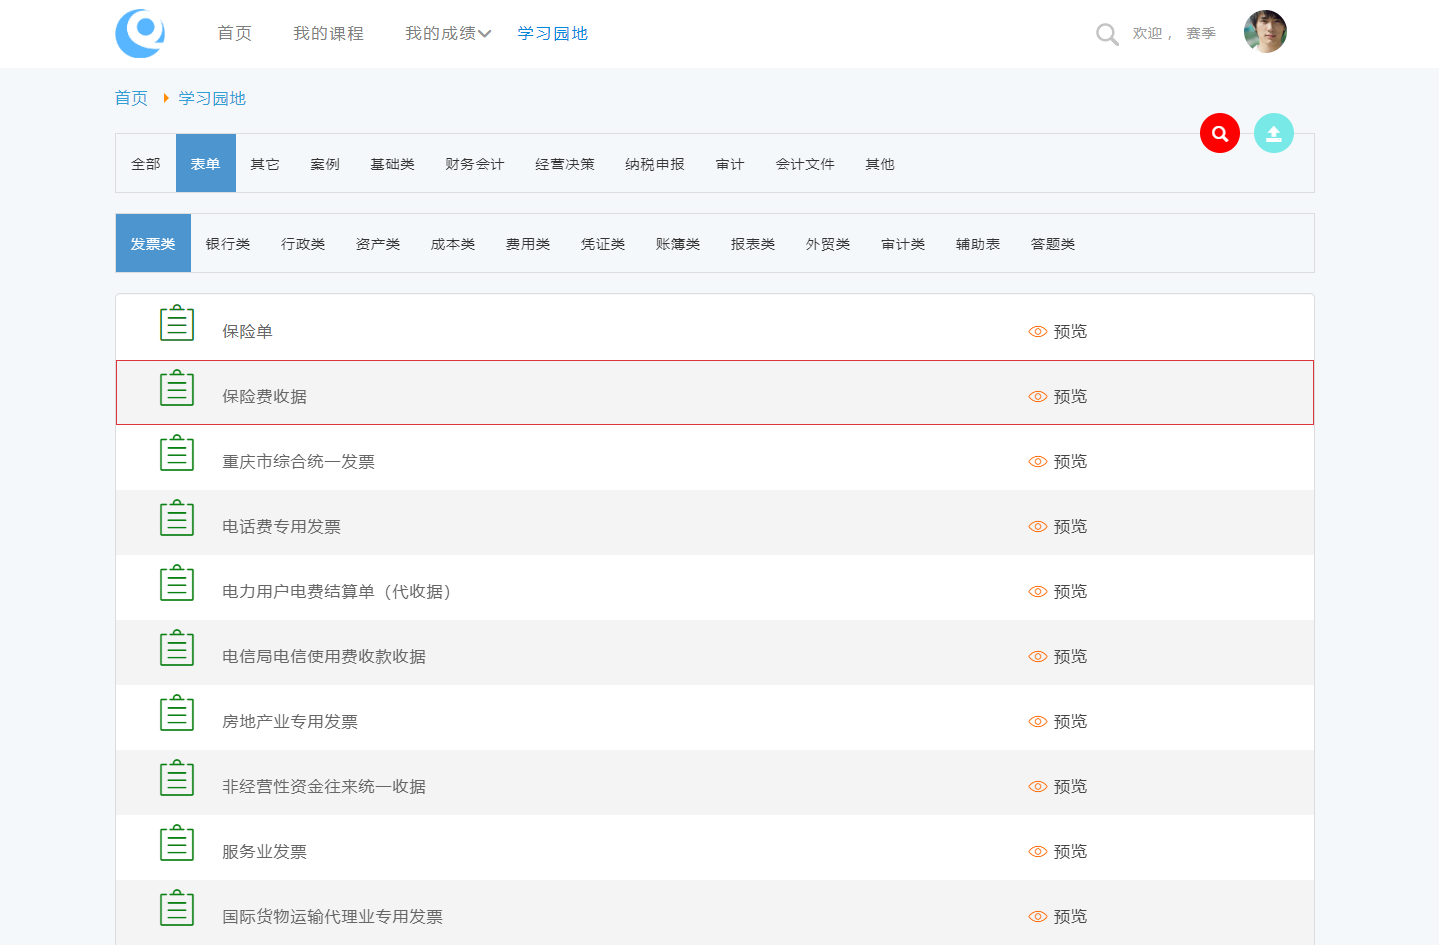 首页 我的课程 我的成绩 学习园地 欢迎， 赛季
首页 学习园地
全部 表单 其它 案例 基础类 财务会计 经营决策 纳税申报 审计 会计文件 其他
发票类 银行类 行政类 资产类 成本类 费用类 凭证类 账簿类 报表类 外贸类 审计类 辅助表 答题类
保险单 预览
保险费收据 预览
重庆市综合统一发票 预览
电话费专用发票 预览
电力用户电费结算单（代收据） 预览
电信局电信使用费收款收据 预览
房地产业专用发票 预览
非经营性资金往来统一收据 预览
服务业发票 预览
国际货物运输代理业专用发票 预览